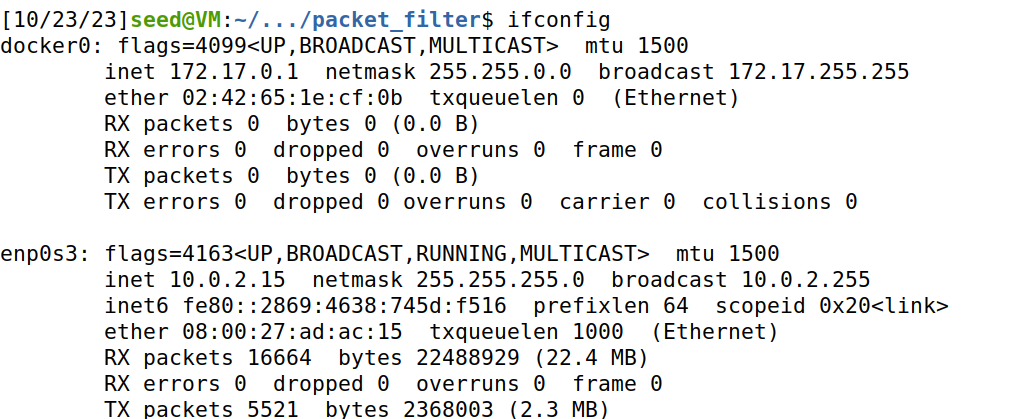 [10/23/23]seed@VM:~/.../packet_filter$ ifconfig
docker0: flags=4099<UP,BROADCAST,MULTICAST>  mtu 1500
        inet 172.17.0.1  netmask 255.255.0.0  broadcast 172.17.255.255
        ether 02:42:65:1e:cf:0b  txqueuelen 0  (Ethernet)
        RX packets 0  bytes 0 (0.0 B)
        RX errors 0  dropped 0  overruns 0  frame 0
        TX packets 0  bytes 0 (0.0 B)
        TX errors 0  dropped 0 overruns 0  carrier 0  collisions 0

enp0s3: flags=4163<UP,BROADCAST,RUNNING,MULTICAST>  mtu 1500
        inet 10.0.2.15  netmask 255.255.255.0  broadcast 10.0.2.255
        inet6 fe80::2869:4638:745d:f516  prefixlen 64  scopeid 0x20<link>
        ether 08:00:27:ad:ac:15  txqueuelen 1000  (Ethernet)
        RX packets 16664  bytes 22488929 (22.4 MB)
        RX errors 0  dropped 0  overruns 0  frame 0
        TX packets 5521  bytes 2368003 (2.3 MB)